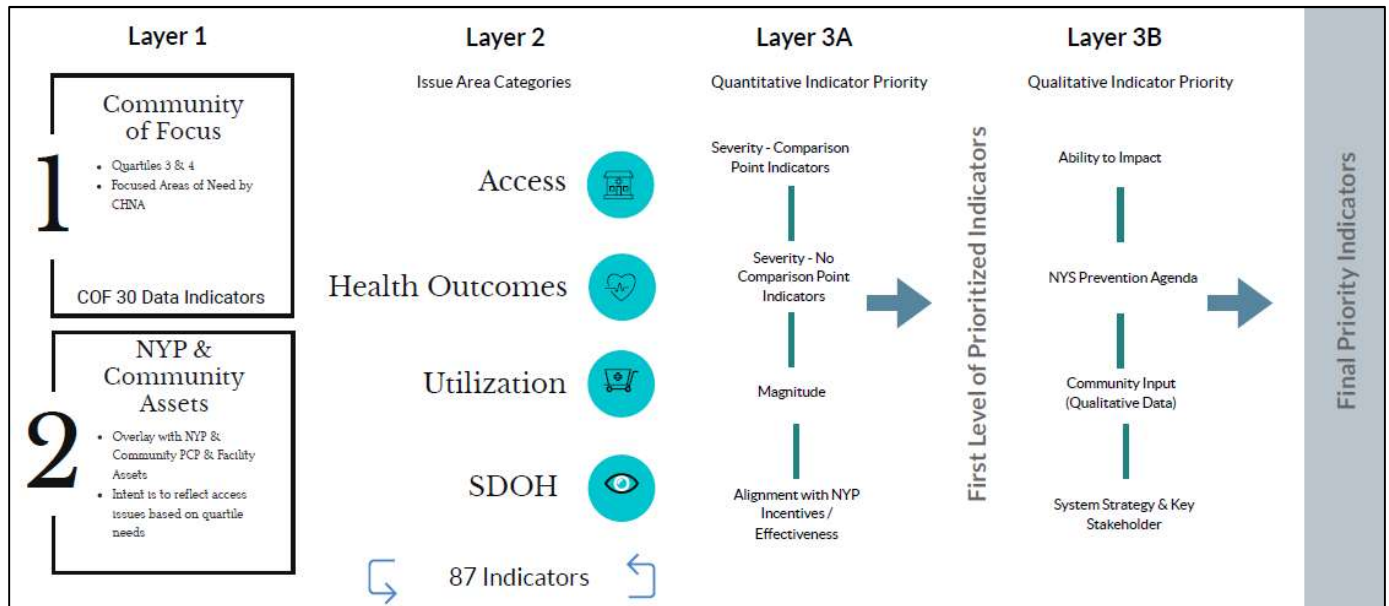 Layer 1
1
Community
of Focus
• Quartiles 3 & 4
• Focused Areas of Need by
CHNA
COF 30 Data Indicators
2
NYP &
Community
Assets
• Overlay with NYP &
Community PCP & Facility
Assets
• Intent is to reflect access
issues based on quartile
needs
Layer 2
Issue Area Categories
Access
Health Outcomes
Utilization
SDOH
87 Indicators
Layer 3A
Quantitative Indicator Priority
Severity - Comparison
Point Indicators
Severity - No
Comparison Point
Indicators
Magnitude
Alignment with NYP
Incentives /
Effectiveness
First Level of Prioritized Indicators
Layer 3B
Qualitative Indicator Priority
Ability to Impact
NYS Prevention Agenda
Community Input
(Qualitative Data)
System Strategy & Key
Stakeholder
Final Priority Indicators